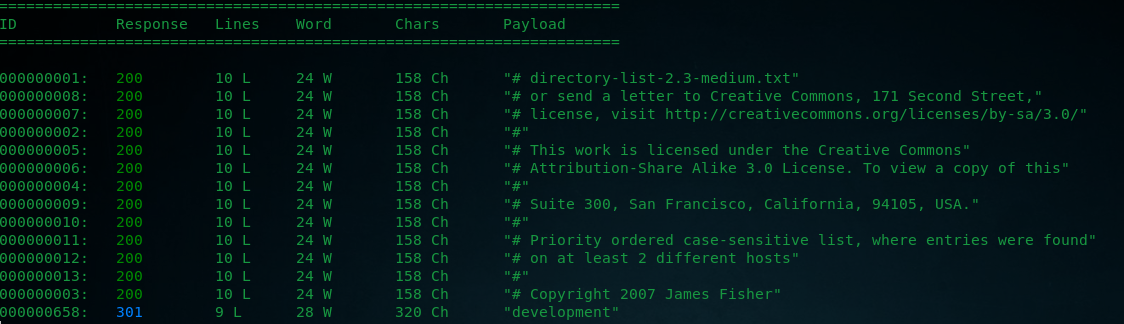 =====================================================================
ID           Response   Lines    Word       Chars       Payload
=====================================================================
000000001:   200        10 L     24 W       158 Ch      "# directory-list-2.3-medium.txt"
000000008:   200        10 L     24 W       158 Ch      "# or send a letter to Creative Commons, 171 Second Street,"
000000007:   200        10 L     24 W       158 Ch      "# license, visit http://creativecommons.org/licenses/by-sa/3.0/"
000000002:   200        10 L     24 W       158 Ch      "#"
000000005:   200        10 L     24 W       158 Ch      "# This work is licensed under the Creative Commons"
000000006:   200        10 L     24 W       158 Ch      "# Attribution-Share Alike 3.0 License. To view a copy of this"
000000004:   200        10 L     24 W       158 Ch      "#"
000000009:   200        10 L     24 W       158 Ch      "# Suite 300, San Francisco, California, 94105, USA."
000000010:   200        10 L     24 W       158 Ch      "#"
000000011:   200        10 L     24 W       158 Ch      "# Priority ordered case-sensitive list, where entries were found"
000000012:   200        10 L     24 W       158 Ch      "# on at least 2 different hosts"
000000013:   200        10 L     24 W       158 Ch      "#"
000000003:   200        10 L     24 W       158 Ch      "# Copyright 2007 James Fisher"
000000658:   301        9 L      28 W       320 Ch      "development"